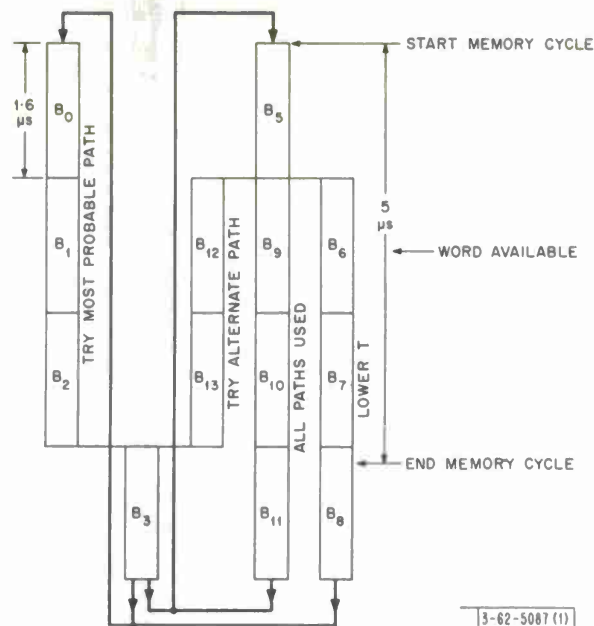 START MEMORY CYCLE
1·6
μs
B0
B5
TRY MOST PROBABLE PATH
5
μs
B1
B12
TRY ALTERNATE PATH
B9
ALL PATHS USED
B6
LOWER T
WORD AVAILABLE
B2
B13
B10
B7
END MEMORY CYCLE
B3
B11
B8
3-62-5087 (1)